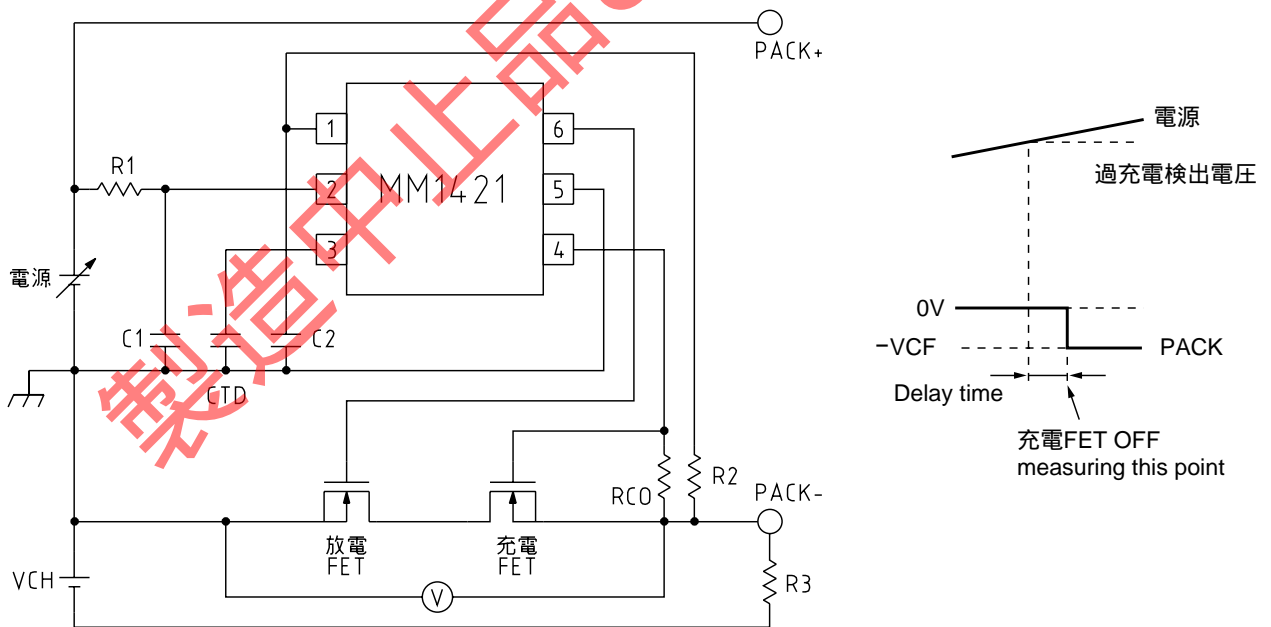 PACK+
1
6
R1
2
MM1421
5
3
4
電源
C1
C2
CTD
RCO
R2
PACK-
放電
FET
充電
FET
VCH
V
R3
電源
過充電検出電圧
0V
-VCF
PACK
Delay time
充電FET OFF
measuring this point
製造中止品